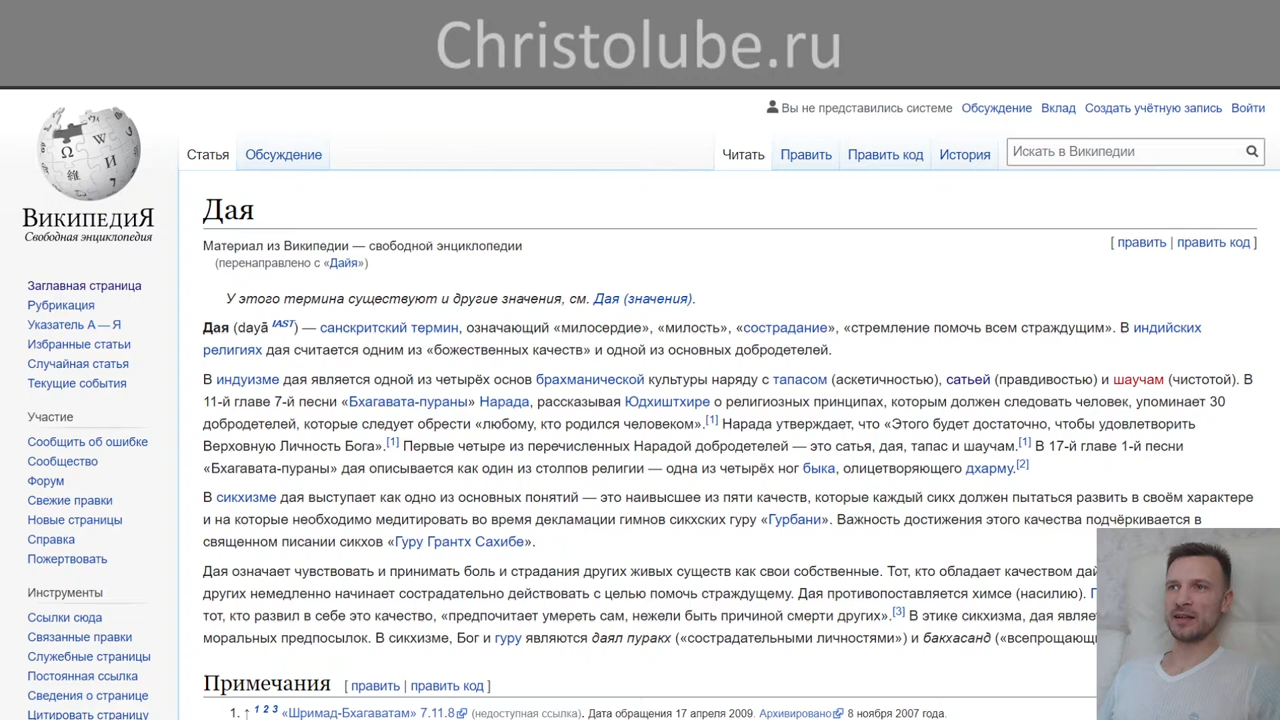 Christolube.ru
Вы не представились системе Обсуждение Вклад Создать учётную запись Войти
Статья Обсуждение Читать Править Править код История Искать в Википедии
ВИКИПЕДИЯ
Свободная энциклопедия
Заглавная страница
Рубрикация
Указатель А — Я
Избранные статьи
Случайная статья
Текущие события
Участие
Сообщить об ошибке
Сообщество
Форум
Свежие правки
Новые страницы
Справка
Пожертвовать
Инструменты
Ссылки сюда
Связанные правки
Служебные страницы
Постоянная ссылка
Сведения о странице
Цитировать страницу
Дая
Материал из Википедии — свободной энциклопедии [ править | править код ]
(перенаправлено с «Дайя»)
У этого термина существуют и другие значения, см. Дая (значения).
Дая (dayā IAST) — санскритский термин, означающий «милосердие», «милость», «сострадание», «стремление помочь всем страждущим». В индийских
религиях дая считается одним из «божественных качеств» и одной из основных добродетелей.
В индуизме дая является одной из четырёх основ брахманической культуры наряду с тапасом (аскетичностью), сатьей (правдивостью) и шаучам (чистотой). В
11-й главе 7-й песни «Бхагавата-пураны» Нарада, рассказывая Юдхиштхире о религиозных принципах, которым должен следовать человек, упоминает 30
добродетелей, которые следует обрести «любому, кто родился человеком».[1] Нарада утверждает, что «Этого будет достаточно, чтобы удовлетворить
Верховную Личность Бога».[1] Первые четыре из перечисленных Нарадой добродетелей — это сатья, дая, тапас и шаучам.[1] В 17-й главе 1-й песни
«Бхагавата-пураны» дая описывается как один из столпов религии — одна из четырёх ног быка, олицетворяющего дхарму.[2]
В сикхизме дая выступает как одно из основных понятий — это наивысшее из пяти качеств, которые каждый сикх должен пытаться развить в своём характере
и на которые необходимо медитировать во время декламации гимнов сикхских гуру «Гурбани». Важность достижения этого качества подчёркивается в
священном писании сикхов «Гуру Грантх Сахибе».
Дая означает чувствовать и принимать боль и страдания других живых существ как свои собственные. Тот, кто обладает качеством
других немедленно начинает сострадательно действовать с целью помочь страждущему. Дая противопоставляется химсе (насилию).
тот, кто развил в себе это качество, «предпочитает умереть сам, нежели быть причиной смерти других».[3] В этике сикхизма, дая
моральных предпосылок. В сикхизме, Бог и гуру являются даял пуракх («сострадательными личностями») и бакхасанд
Примечания [ править | править код ]
1. ↑ 1 2 3 «Шримад-Бхагаватам» 7.11.8 (недоступная ссылка). Дата обращения 17 апреля 2009. Архивировано 8 ноября 2007 года.